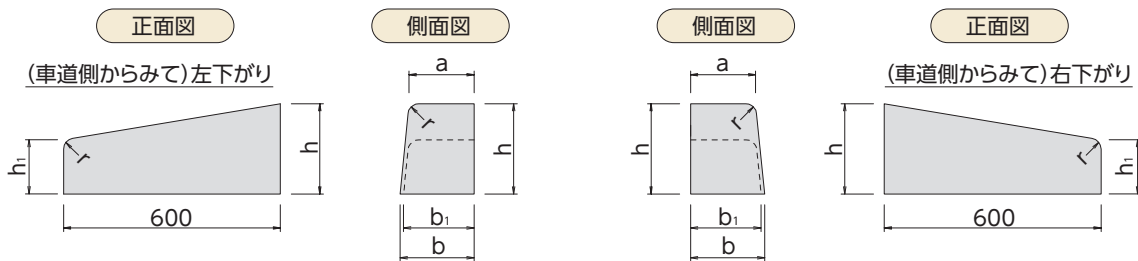 正面図
側面図
側面図
正面図
(車道側からみて)左下がり
a
a
(車道側からみて)右下がり
r
h₁
h
r
h
h
r
h
r
h₁
600
b₁
b
b₁
b
600